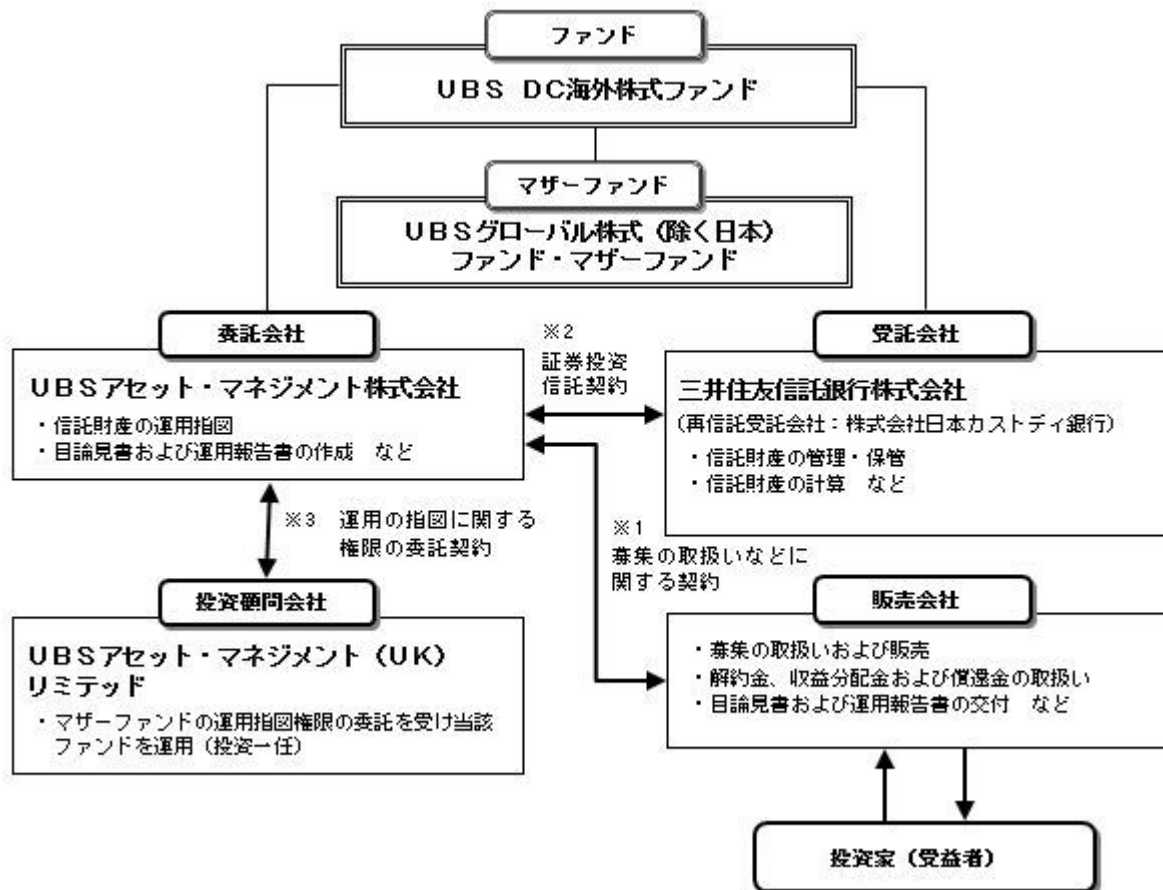 ファンド
UBS DC海外株式ファンド
マザーファンド
UBSグローバル株式（除く日本）
ファンド・マザーファンド
委託会社
UBSアセット・マネジメント株式会社
・信託財産の運用指図
・目論見書および運用報告書の作成 など
※2
証券投資
信託契約
受託会社
三井住友信託銀行株式会社
（再信託受託会社：株式会社日本カストディ銀行）
・信託財産の管理・保管
・信託財産の計算 など
※3 運用の指図に関する
権限の委託契約
※1
募集の取扱いなどに
関する契約
投資顧問会社
UBSアセット・マネジメント（UK）
リミテッド
・マザーファンドの運用指図権限の委託を受け当該
ファンドを運用（投資一任）
販売会社
・募集の取扱いおよび販売
・解約金、収益分配金および償還金の取扱い
・目論見書および運用報告書の交付 など
投資家（受益者）